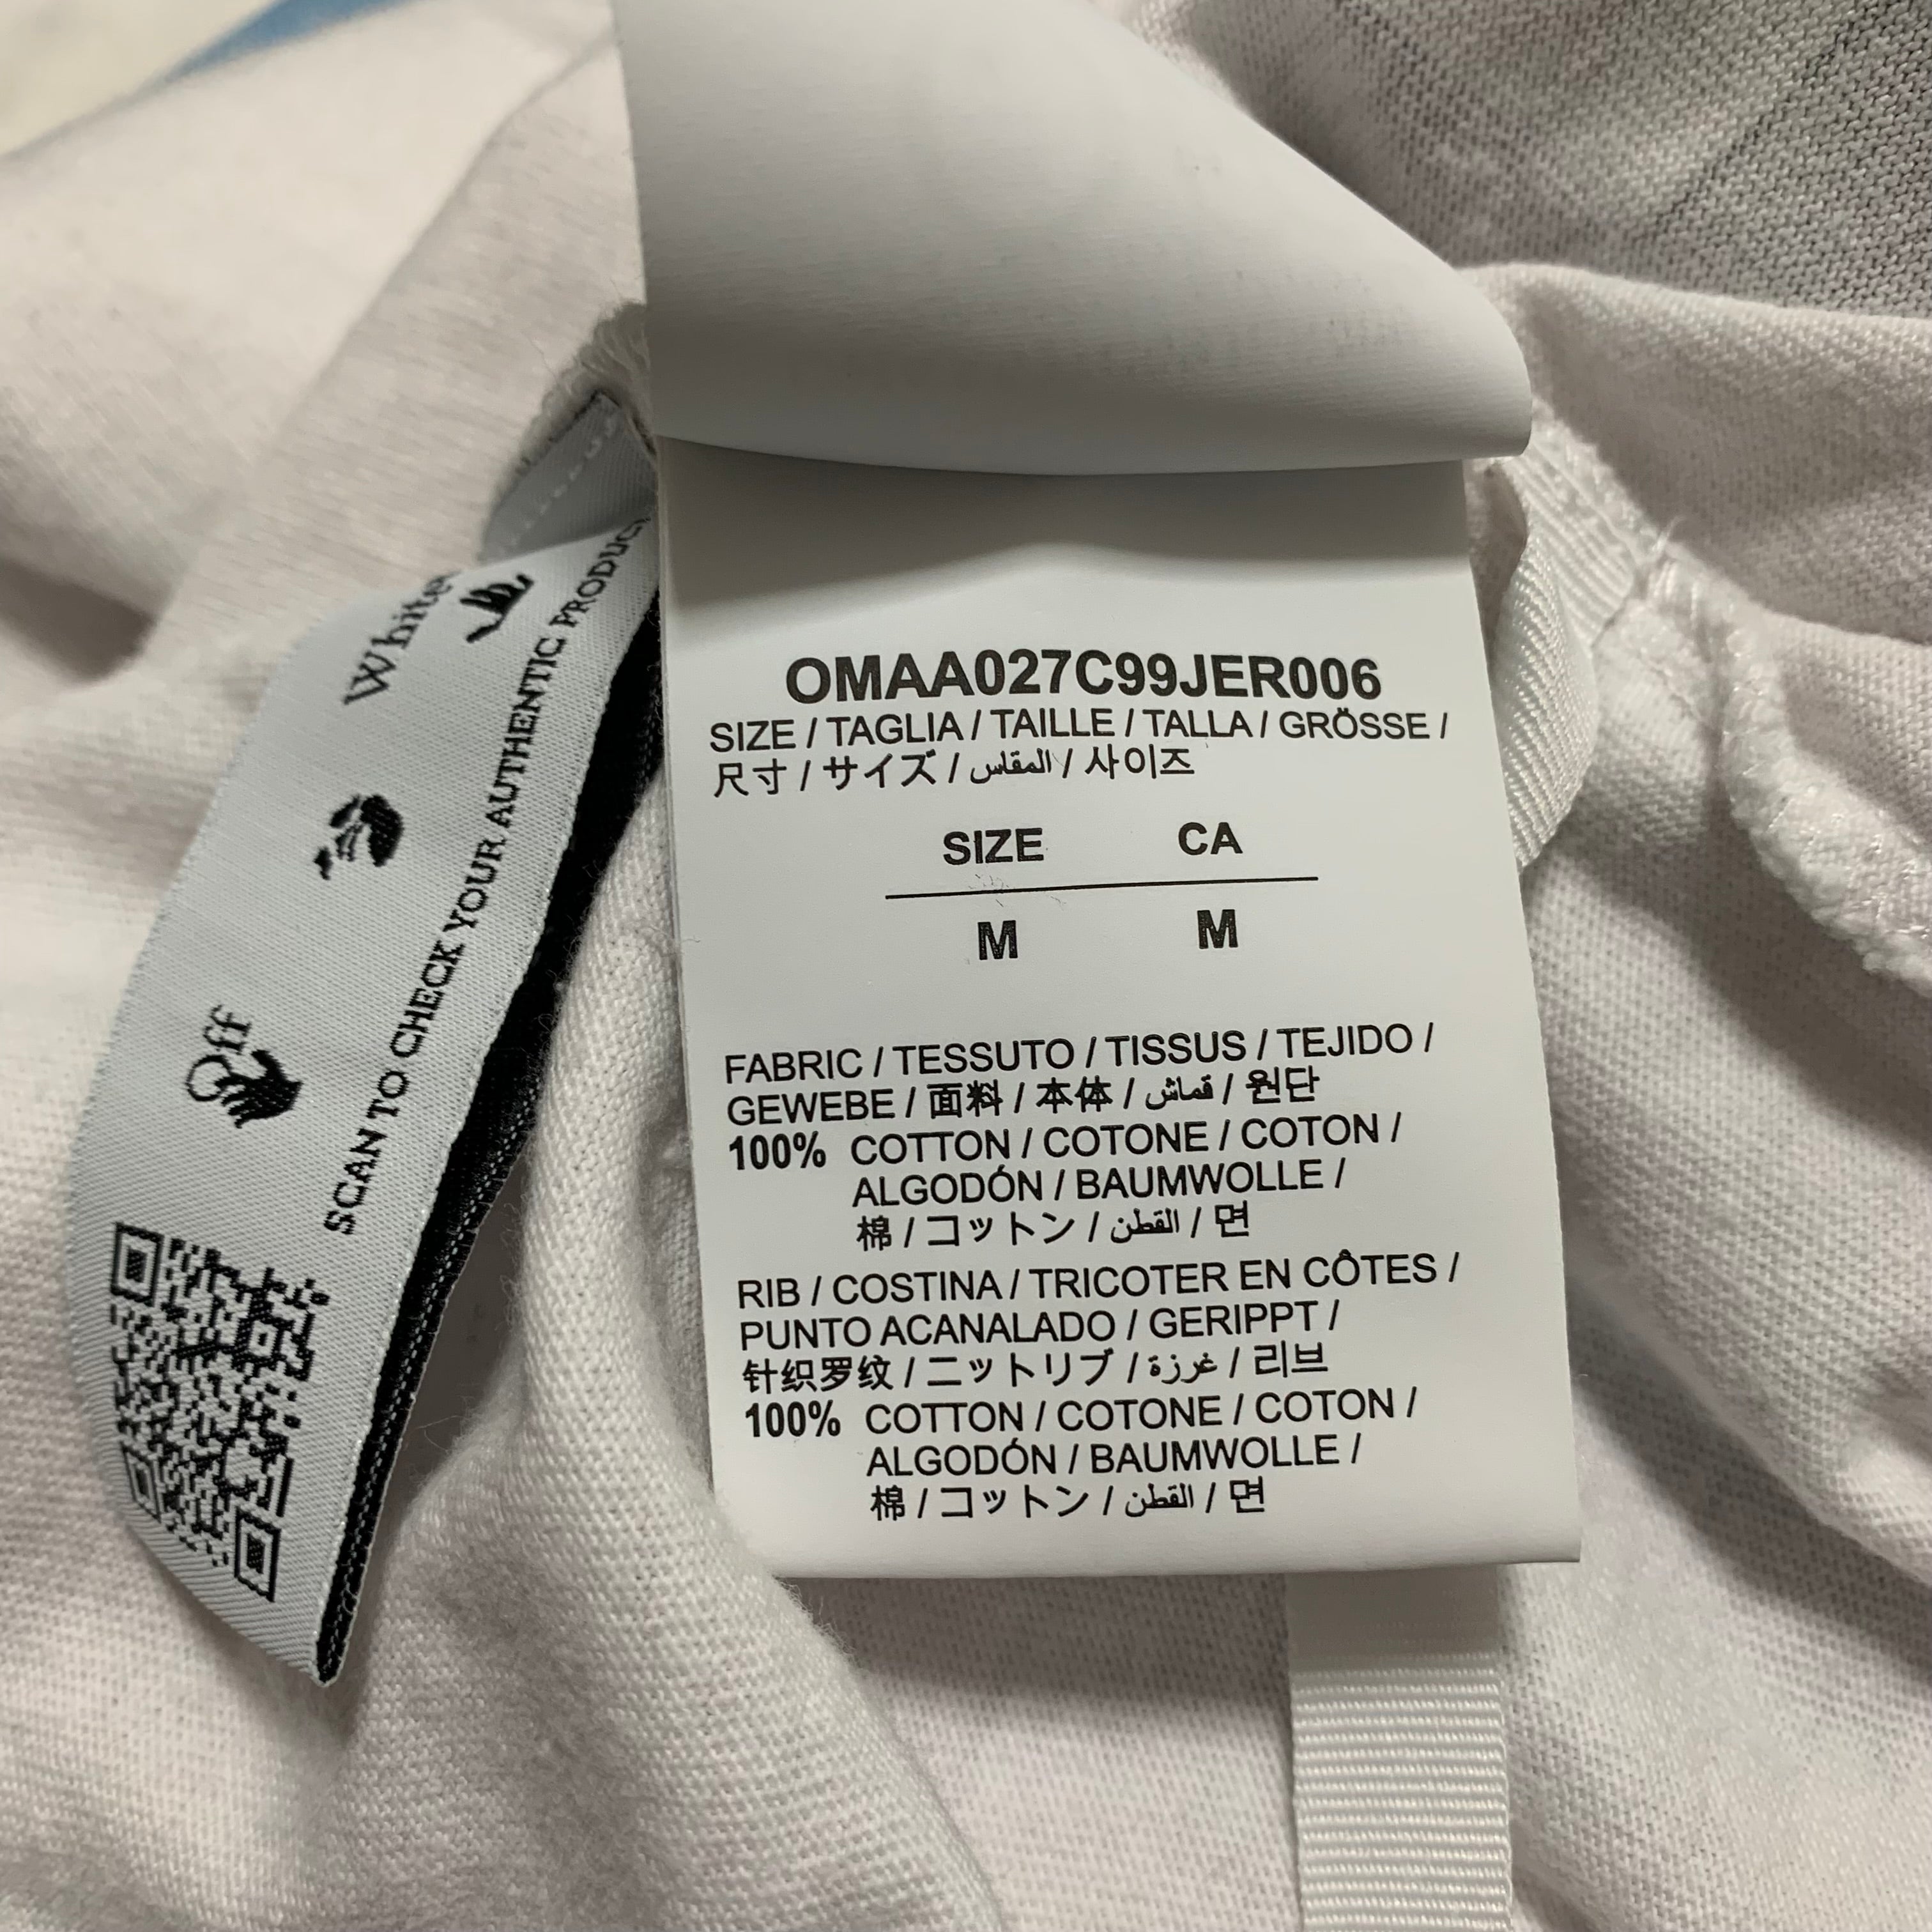 OMAA027C99JER006
SIZE / TAGLIA / TAILLE / TALLA / GRÖSSE /
尺寸 / サイズ / المقاس / 사이즈
SIZE CA
M M
FABRIC / TESSUTO / TISSUS / TEJIDO /
GEWEBE / 面料 / 本体 / قماش / 원단
100% COTTON / COTONE / COTON /
ALGODÓN / BAUMWOLLE /
棉 / コットン / القطن / 면
RIB / COSTINA / TRICOTER EN CÔTES /
PUNTO ACANALADO / GERIPPT /
针织罗纹 / ニットリブ / غرزة / 리브
100% COTTON / COTONE / COTON /
ALGODÓN / BAUMWOLLE /
棉 / コットン / القطن / 면
Off White
SCAN TO CHECK YOUR AUTHENTIC PRODUC